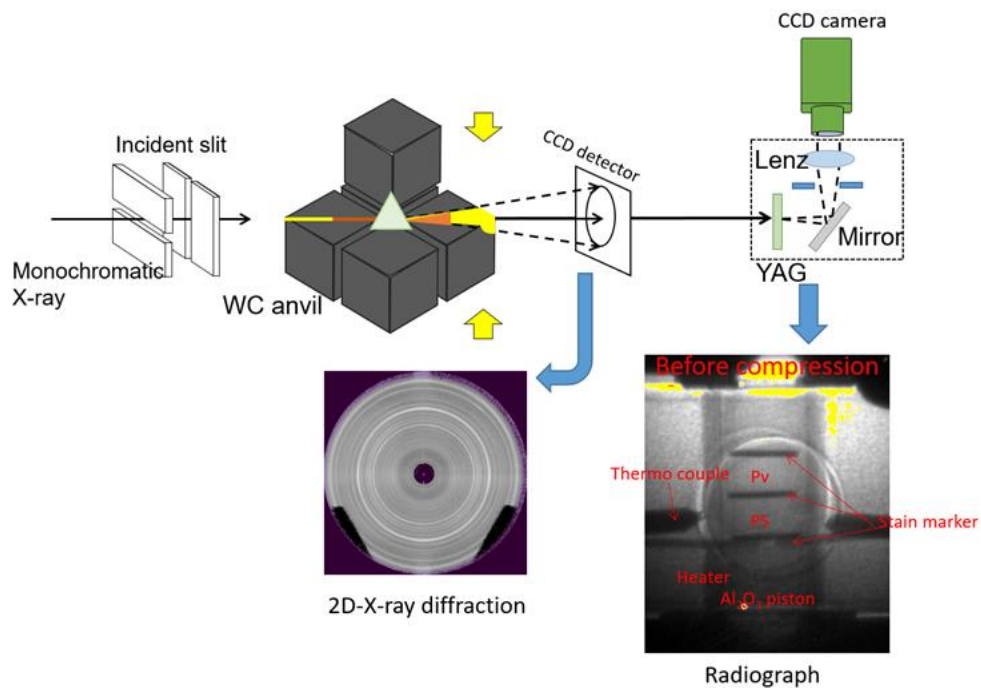 CCD camera
Incident slit
CCD detector
Lenz
Monochromatic
X-ray
Mirror
YAG
WC anvil
Before compression
Thermo couple
Pv
Stain marker
PS
Heater
Al₂O₃ piston
2D-X-ray diffraction
Radiograph